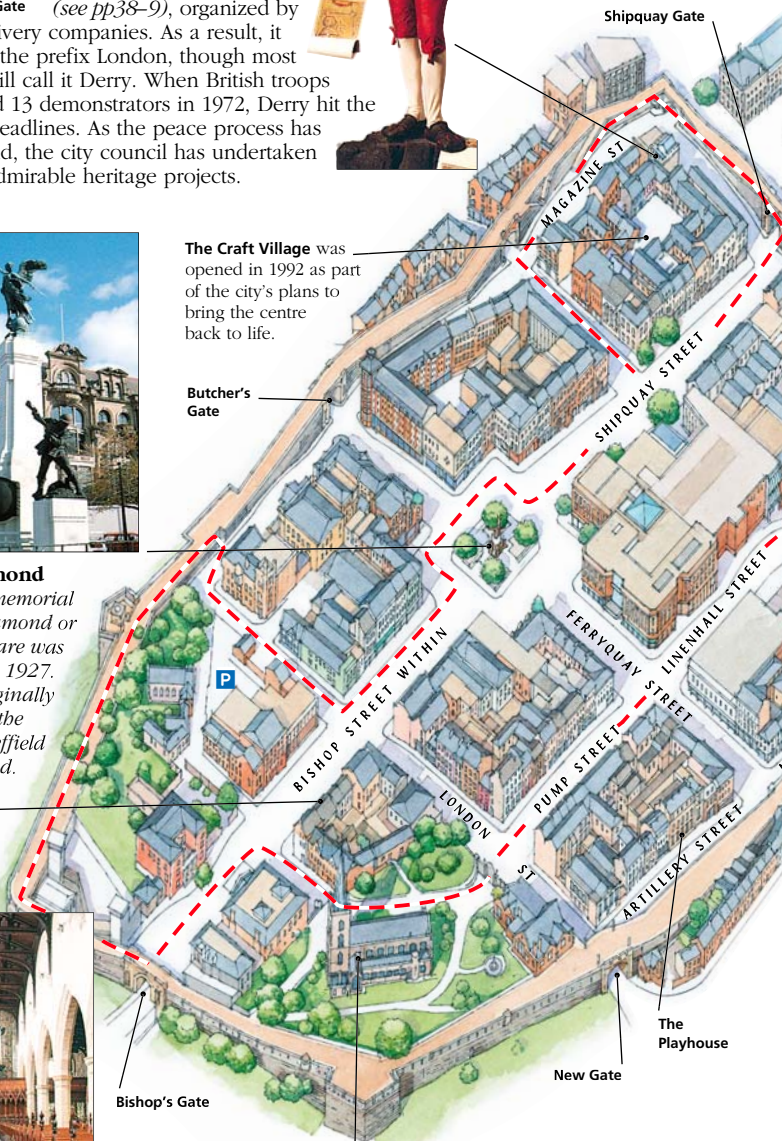 Gate
(see pp38–9), organized by
ivery companies. As a result, it
the prefix London, though most
ill call it Derry. When British troops
13 demonstrators in 1972, Derry hit the
eadlines. As the peace process has
d, the city council has undertaken
dmirable heritage projects.
Shipquay Gate
MAGAZINE ST
The Craft Village was
opened in 1992 as part
of the city's plans to
bring the centre
back to life.
Butcher's
Gate
SHIPQUAY STREET
mond
memorial
amond or
are was
1927.
ginally
the
effield
d.
P
BISHOP STREET WITHIN
FERRYQUAY STREET
LINENHALL STREET
PUMP STREET
LONDON ST
ARTILLERY STREET
The
Playhouse
New Gate
Bishop's Gate